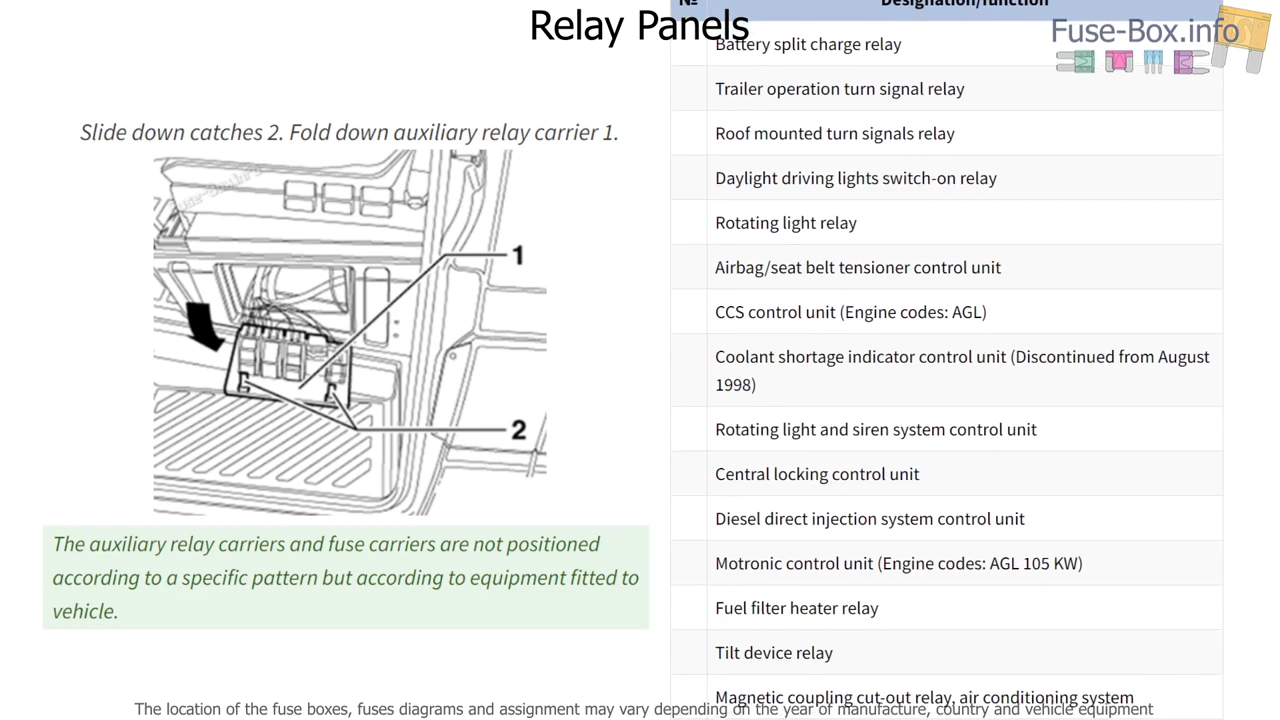 Relay Panels
Fuse-Box.info
Slide down catches 2. Fold down auxiliary relay carrier 1.
1
2
The auxiliary relay carriers and fuse carriers are not positioned
according to a specific pattern but according to equipment fitted to
vehicle.
№ Designation/function
Battery split charge relay
Trailer operation turn signal relay
Roof mounted turn signals relay
Daylight driving lights switch-on relay
Rotating light relay
Airbag/seat belt tensioner control unit
CCS control unit (Engine codes: AGL)
Coolant shortage indicator control unit (Discontinued from August
1998)
Rotating light and siren system control unit
Central locking control unit
Diesel direct injection system control unit
Motronic control unit (Engine codes: AGL 105 KW)
Fuel filter heater relay
Tilt device relay
Magnetic coupling cut-out relay, air conditioning system
The location of the fuse boxes, fuses diagrams and assignment may vary depending on the year of manufacture, country and vehicle equipment